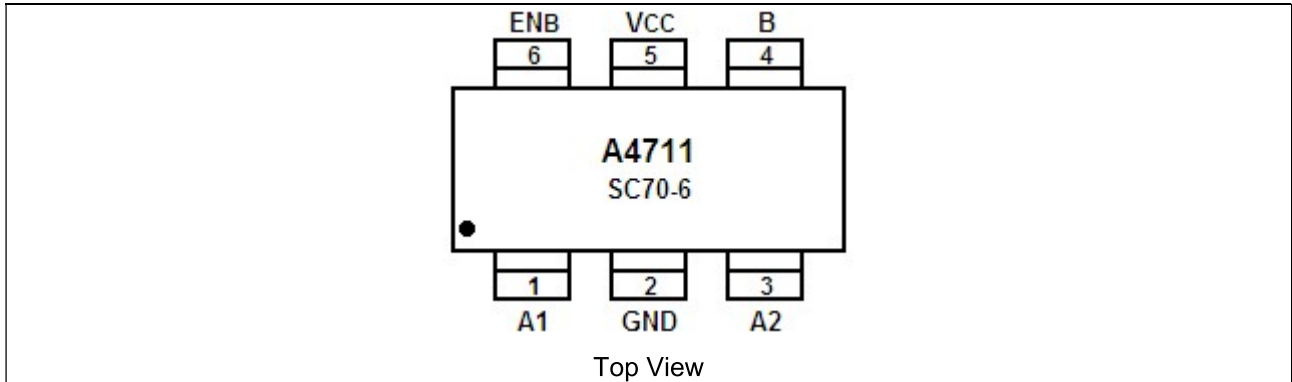 ENB VCC B
6 5 4
A4711
SC70-6
1 2 3
A1 GND A2
Top View